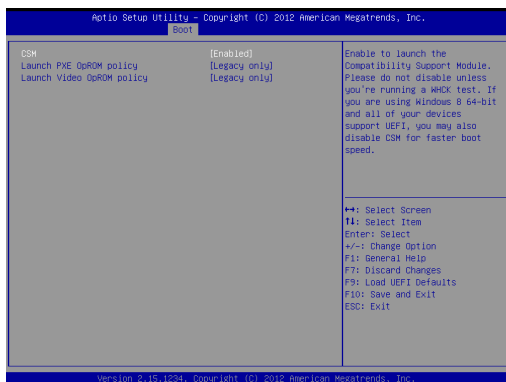 Aptio Setup Utility – Copyright (C) 2012 American Megatrends, Inc.
Boot
CSM [Enabled]
Launch PXE OpROM policy [Legacy only]
Launch Video OpROM policy [Legacy only]
Enable to launch the
Compatibility Support Module.
Please do not disable unless
you're running a WHCK test. If
you are using Windows 8 64-bit
and all of your devices
support UEFI, you may also
disable CSM for faster boot
speed.
↔: Select Screen
↑↓: Select Item
Enter: Select
+/-: Change Option
F1: General Help
F7: Discard Changes
F9: Load UEFI Defaults
F10: Save and Exit
ESC: Exit
Version 2.15.1234. Copyright (C) 2012 American Megatrends, Inc.